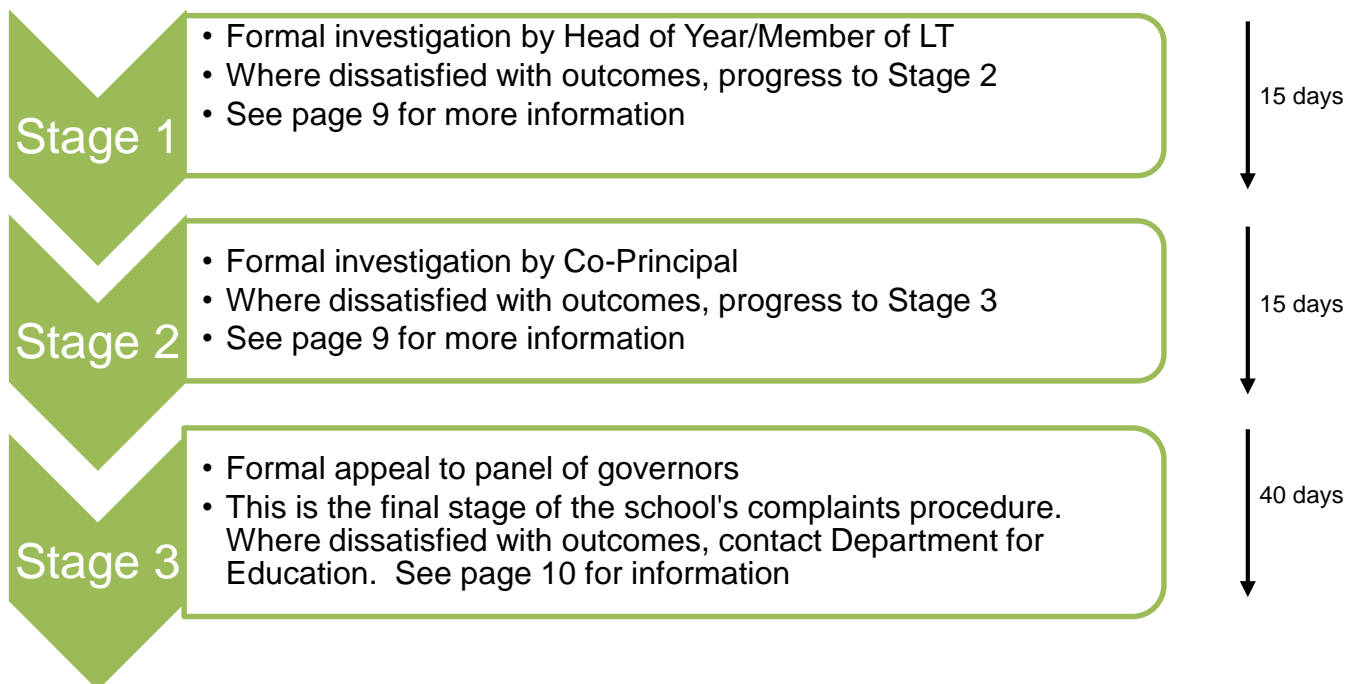 Stage 1
• Formal investigation by Head of Year/Member of LT
• Where dissatisfied with outcomes, progress to Stage 2
• See page 9 for more information
15 days
Stage 2
• Formal investigation by Co-Principal
• Where dissatisfied with outcomes, progress to Stage 3
• See page 9 for more information
15 days
Stage 3
• Formal appeal to panel of governors
• This is the final stage of the school's complaints procedure.
Where dissatisfied with outcomes, contact Department for
Education.  See page 10 for information
40 days